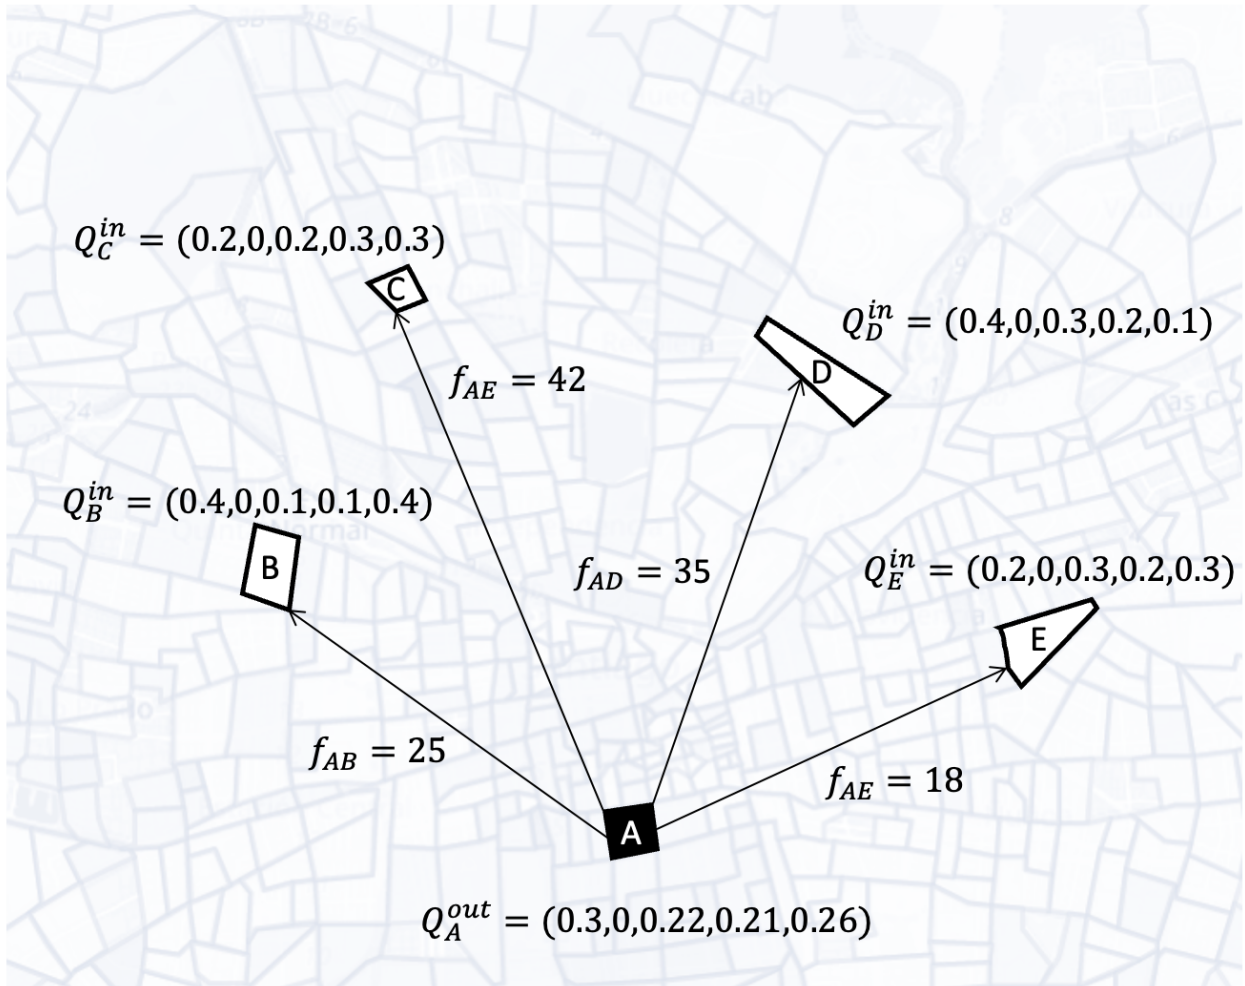 Q_C^{in} = (0.2,0,0.2,0.3,0.3)
C
Q_D^{in} = (0.4,0,0.3,0.2,0.1)
D
f_{AE} = 42
Q_B^{in} = (0.4,0,0.1,0.1,0.4)
B
f_{AD} = 35
Q_E^{in} = (0.2,0,0.3,0.2,0.3)
E
f_{AB} = 25
f_{AE} = 18
A
Q_A^{out} = (0.3,0,0.22,0.21,0.26)